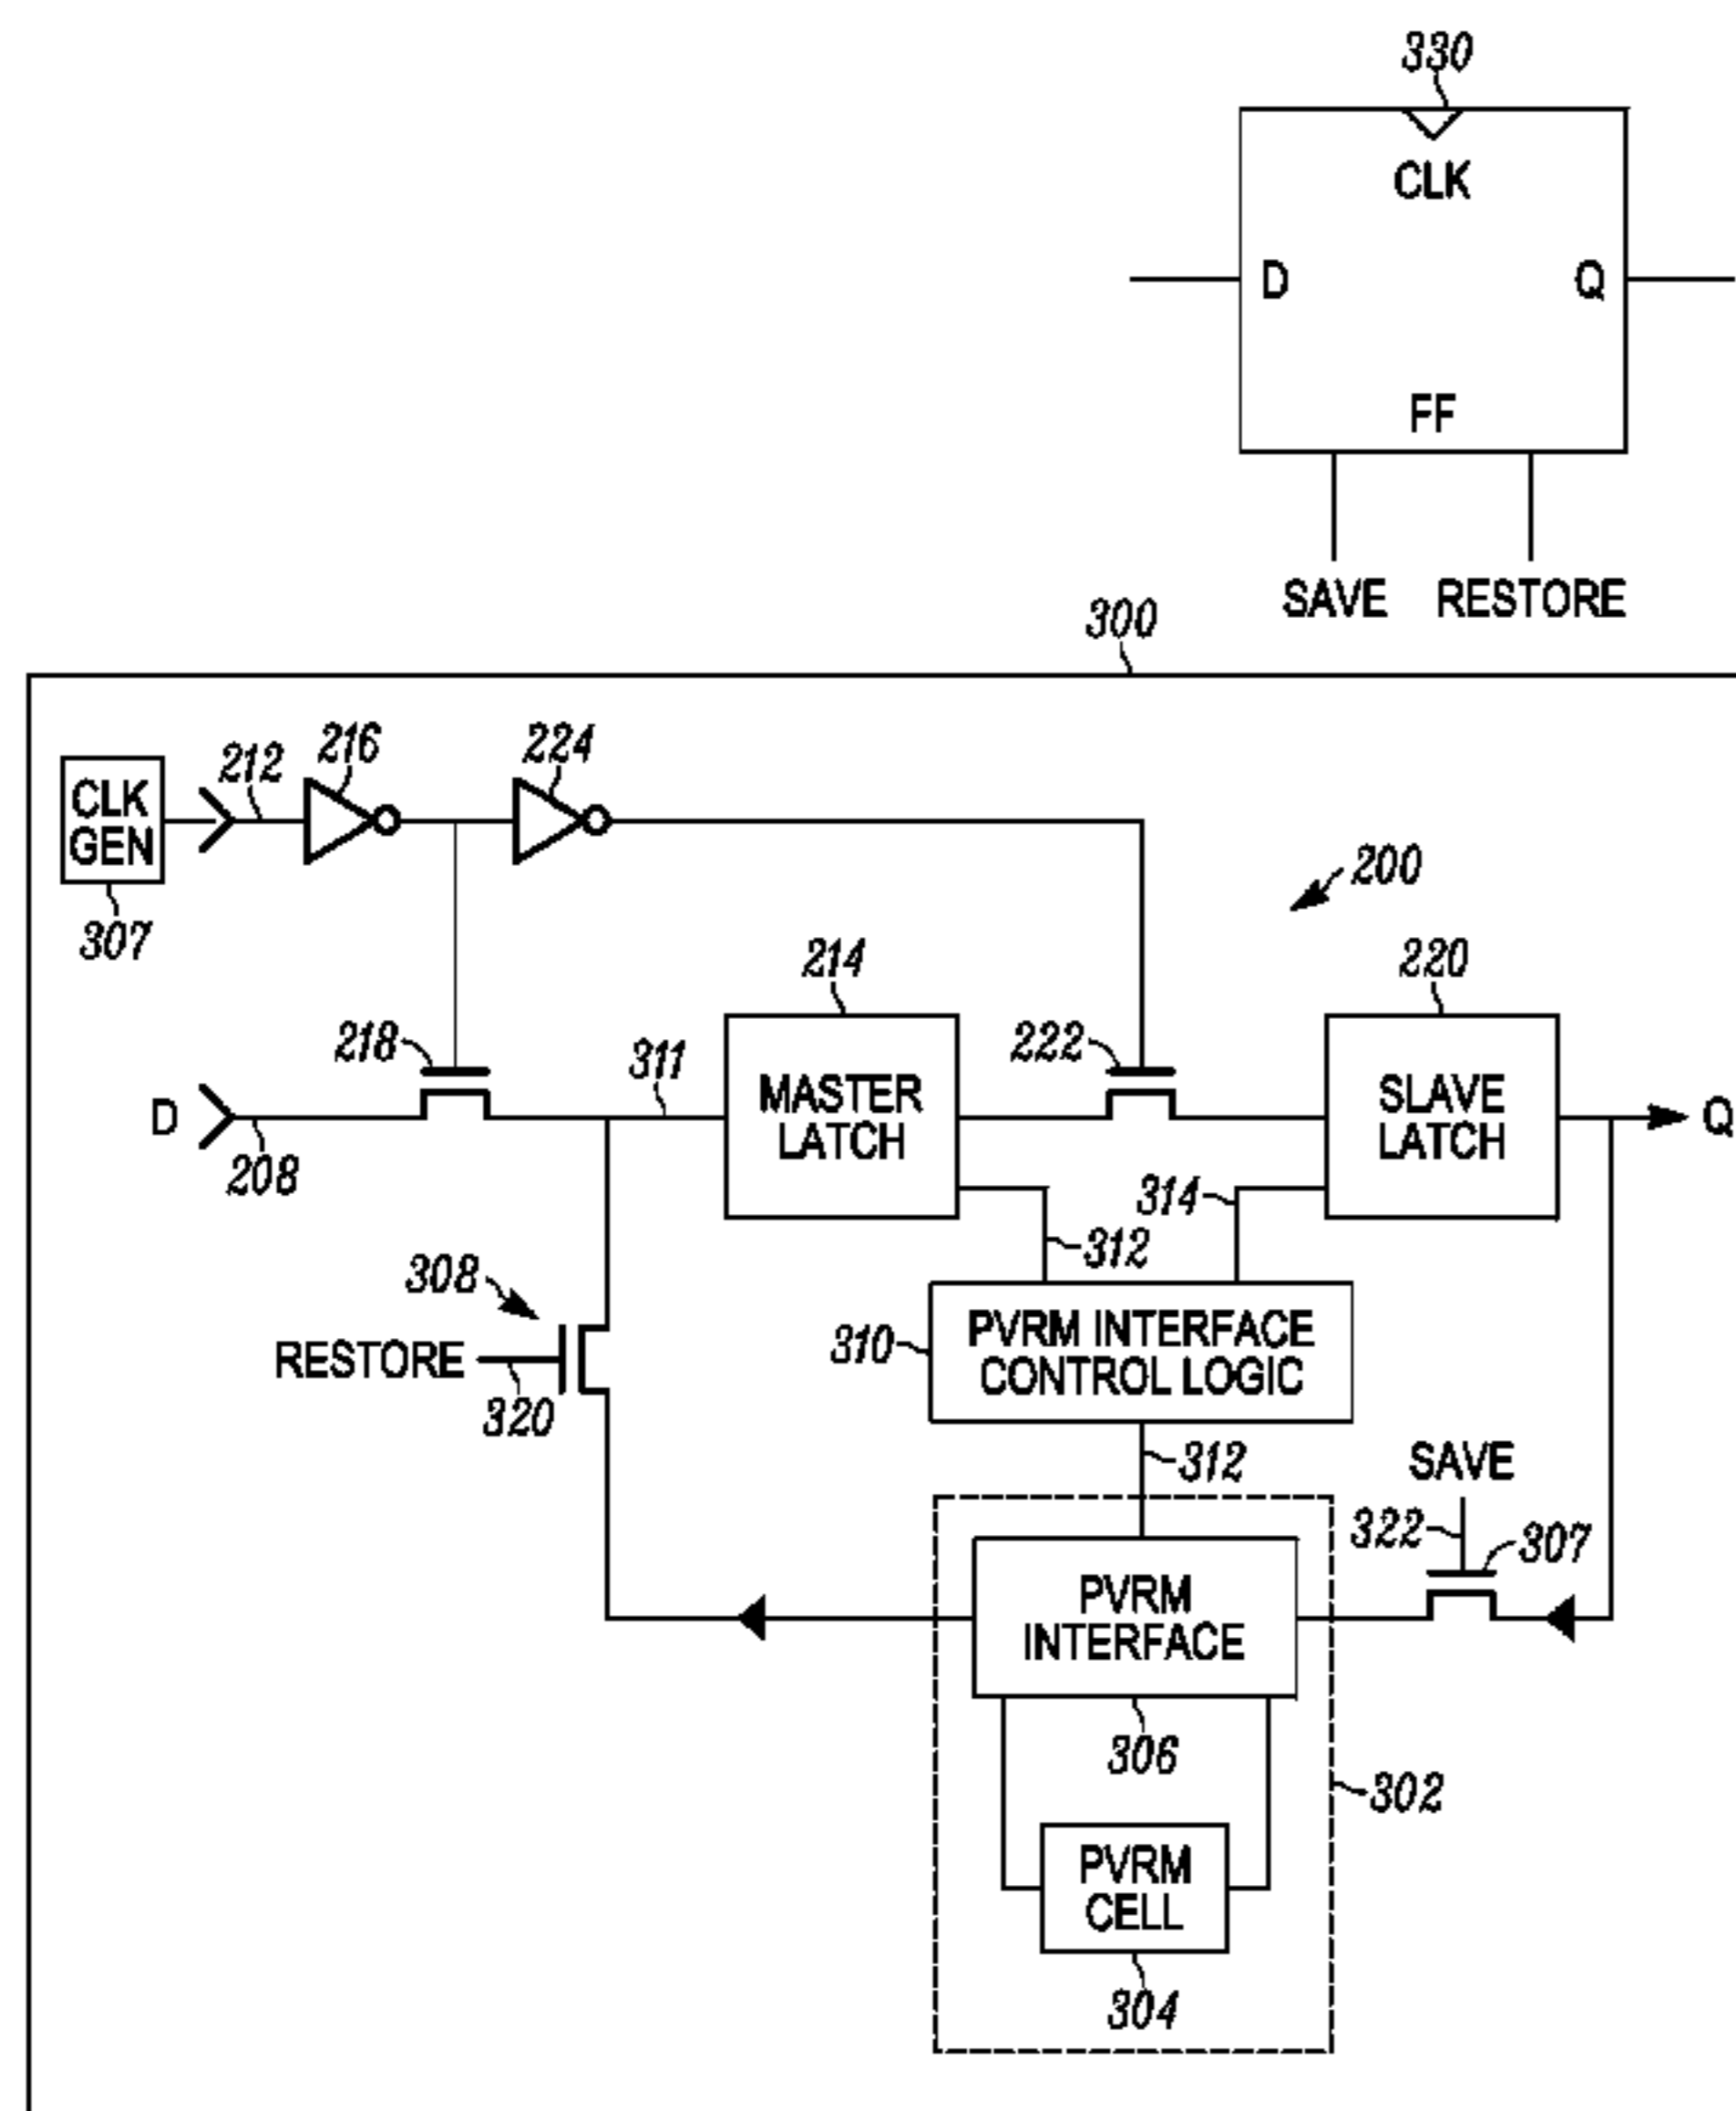 330
CLK
D
Q
FF
SAVE
RESTORE
300
CLK
GEN
307
212
216
224
200
214
220
218
311
222
MASTER
LATCH
SLAVE
LATCH
D
Q
208
314
312
308
310
PVRM INTERFACE
CONTROL LOGIC
RESTORE
320
312
SAVE
322
307
PVRM
INTERFACE
306
302
PVRM
CELL
304